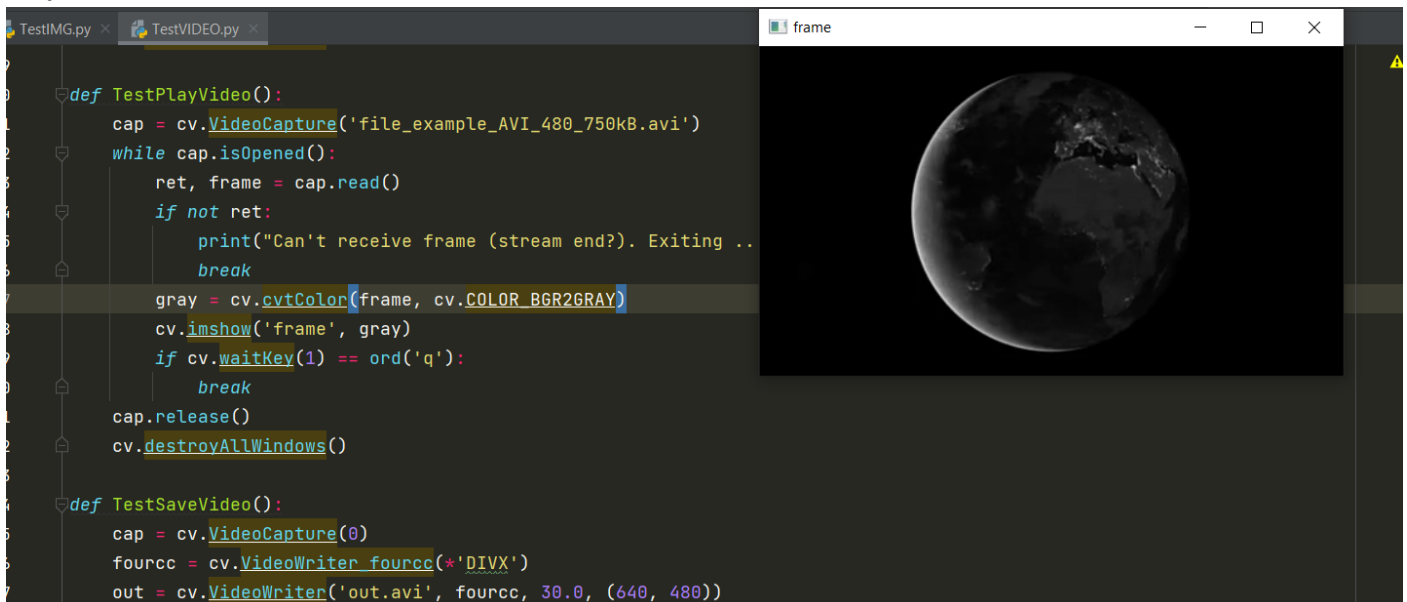 TestIMG.py × TestVIDEO.py ×
frame
def TestPlayVideo():
cap = cv.VideoCapture('file_example_AVI_480_750kB.avi')
while cap.isOpened():
ret, frame = cap.read()
if not ret:
print("Can't receive frame (stream end?). Exiting ..
break
gray = cv.cvtColor(frame, cv.COLOR_BGR2GRAY)
cv.imshow('frame', gray)
if cv.waitKey(1) == ord('q'):
break
cap.release()
cv.destroyAllWindows()
def TestSaveVideo():
cap = cv.VideoCapture(0)
fourcc = cv.VideoWriter_fourcc(*'DIVX')
out = cv.VideoWriter('out.avi', fourcc, 30.0, (640, 480))